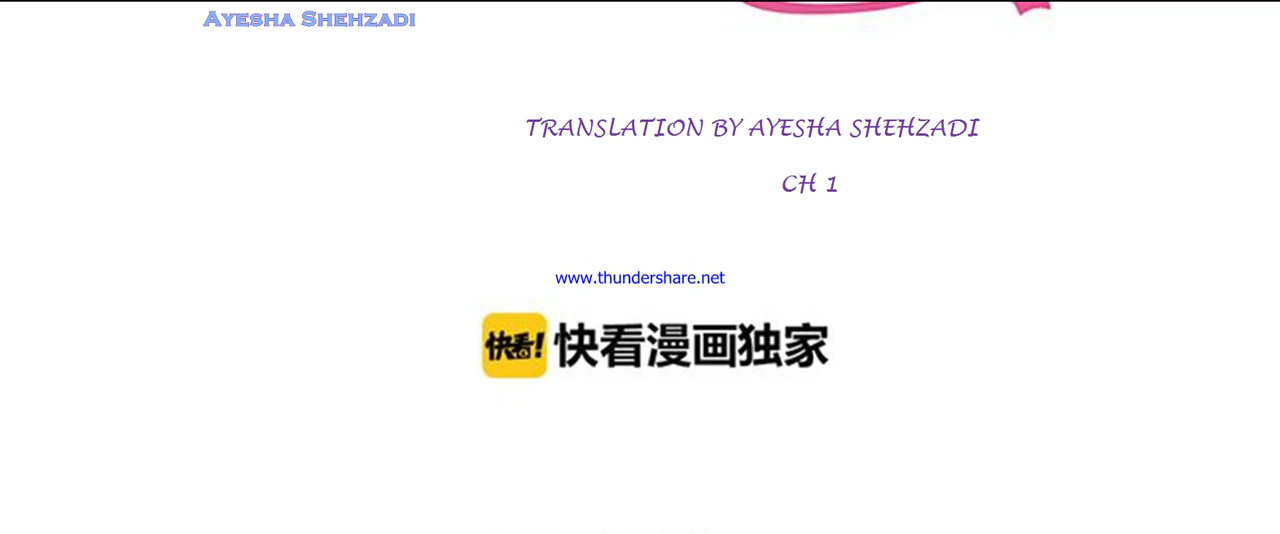 AYESHA SHEHZADI
TRANSLATION BY AYESHA SHEHZADI
CH 1
www.thundershare.net
快看! 快看漫画独家